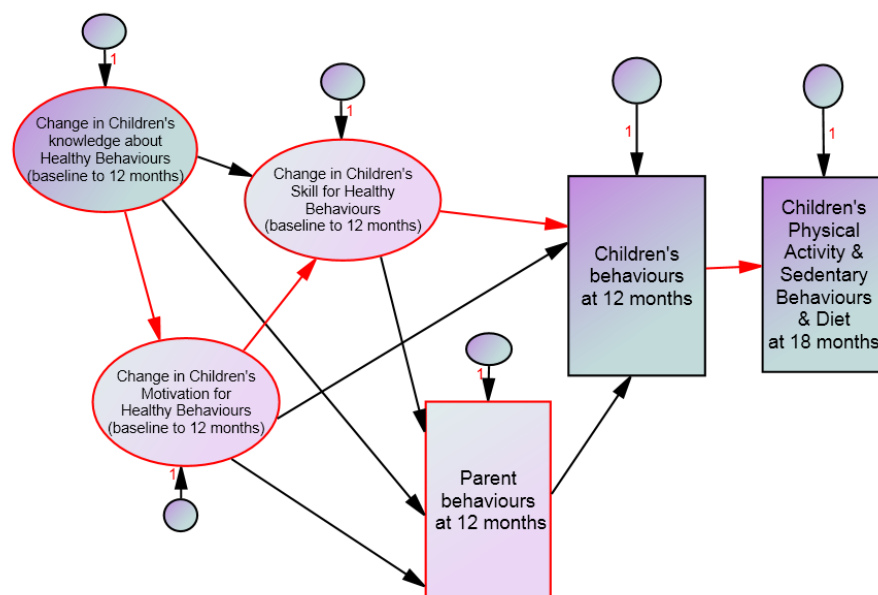 1
Change in Children's
knowledge about
Healthy Behaviours
(baseline to 12 months)
1
Change in Children's
Skill for Healthy
Behaviours
(baseline to 12 months)
1
Children's
behaviours
at 12 months
1
Children's
Physical
Activity &
Sedentary
Behaviours
& Diet
at 18 months
Change in Children's
Motivation for
Healthy Behaviours
(baseline to 12 months)
1
1
Parent
behaviours
at 12 months